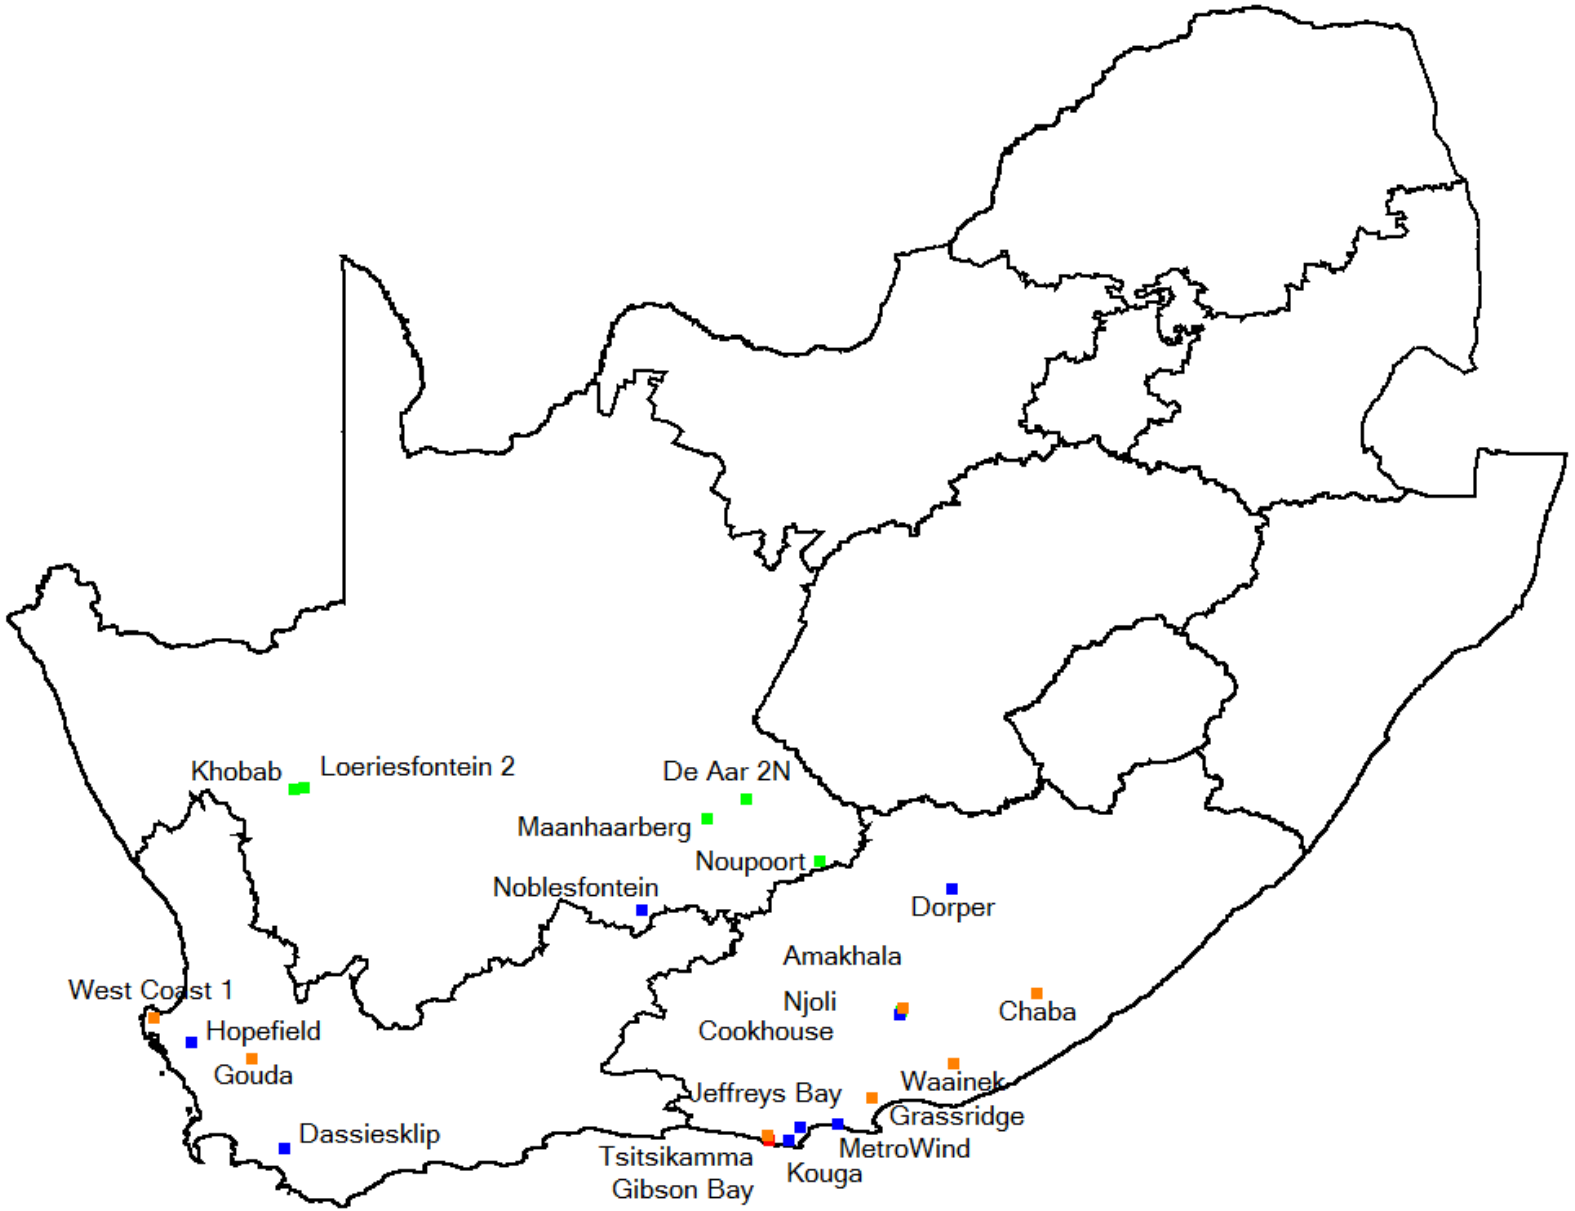 Khobab
Loeriesfontein 2
De Aar 2N
Maanhaarberg
Noupoort
Noblesfontein
Dorper
Amakhala
West Coast 1
Njoli
Chaba
Hopefield
Cookhouse
Gouda
Waainek
Jeffreys Bay
Grassridge
Dassiesklip
MetroWind
Tsitsikamma
Kouga
Gibson Bay